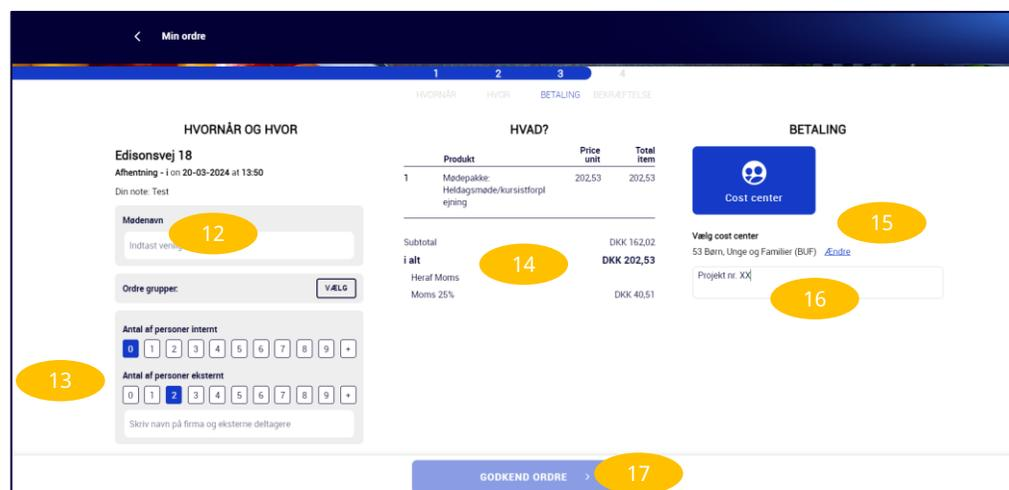 Min ordre
1 2 3 4
HVORNÅR HVOR BETALING BEKRÆFTELSE
HVORNÅR OG HVOR
Edisonsvej 18
Afhentning - i on 20-03-2024 at 13:50
Din note: Test
Mødenavn
12
Indtast
Ordre grupper:
VÆLG
Antal af personer internt
0 1 2 3 4 5 6 7 8 9 +
13
Antal af personer eksternt
0 1 2 3 4 5 6 7 8 9 +
Skriv navn på firma og eksterne deltagere
HVAD?
Produkt Price unit Total item
1 Mødepakke: 202,53 202,53
Heldagsmøde/kursistforpl
ejning
Subtotal DKK 162,02
14
i alt DKK 202,53
Heraf Moms
Moms 25% DKK 40,51
BETALING
Cost center
15
Vælg cost center
53 Børn, Unge og Familier (BUF) Ændre
Projekt nr. XX
16
GODKEND ORDRE >
17